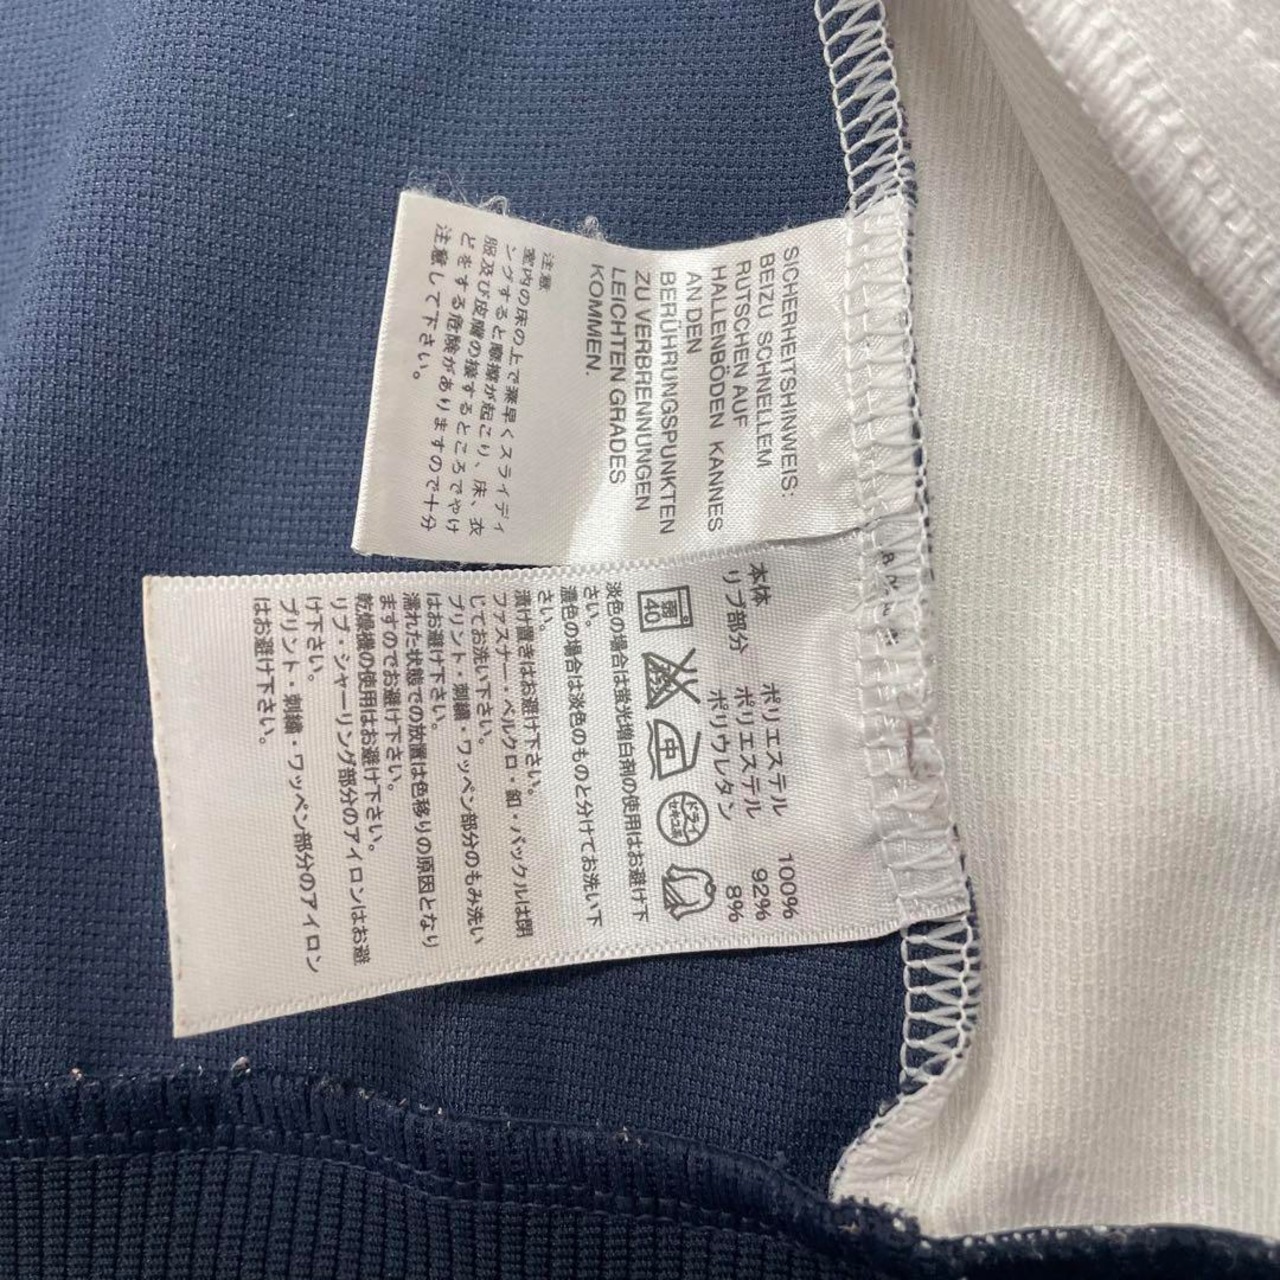 SICHERHEITSHINWEIS:
BEIZU SCHNELLEM
RUTSCHEN AUF
HALLENBÖDEN KANNES
AN DEN
BERÜHRUNGSPUNKTEN
ZU VERBRENNUNGEN
LEICHTEN GRADES
KOMMEN.
注意
室内の床の上で素早くスライディ
ングすると摩擦が起こり、床、衣
服及び皮膚の接するところでやけ
どをする危険がありますので十分
注意して下さい。
本体 ポリエステル 100%
リブ部分 ポリエステル 92%
ポリウレタン 8%
弱
40
中
ドライ
セキユ系
淡色の場合は蛍光増白剤の使用はお避け下
さい。
濃色の場合は淡色のものと分けてお洗い下
さい。
漬け置きはお避け下さい。
ファスナー・ベルクロ・釦・バックルは閉
じてお洗い下さい。
プリント・刺繍・ワッペン部分のもみ洗い
はお避け下さい。
濡れた状態での放置は色移りの原因となり
ますのでお避け下さい。
乾燥機の使用はお避け下さい。
リブ・シャーリング部分のアイロンはお避
け下さい。
プリント・刺繍・ワッペン部分のアイロン
はお避け下さい。